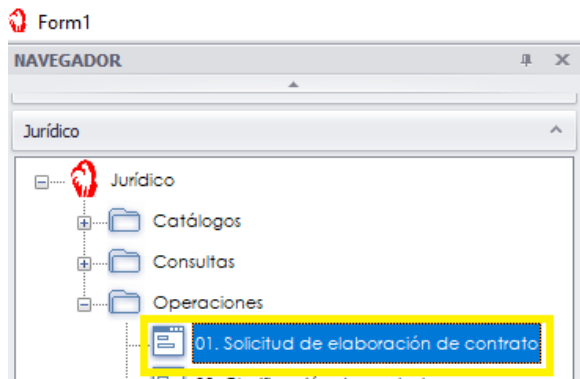 Form1
NAVEGADOR
Jurídico
Jurídico
Catálogos
Consultas
Operaciones
01. Solicitud de elaboración de contrato